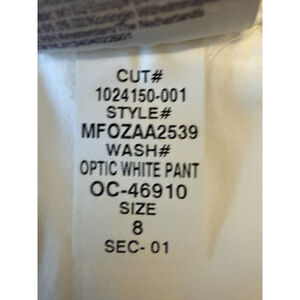 CUT#
1024150-001
STYLE#
MFOZAA2539
WASH#
OPTIC WHITE PANT
OC-46910
SIZE
8
SEC- 01